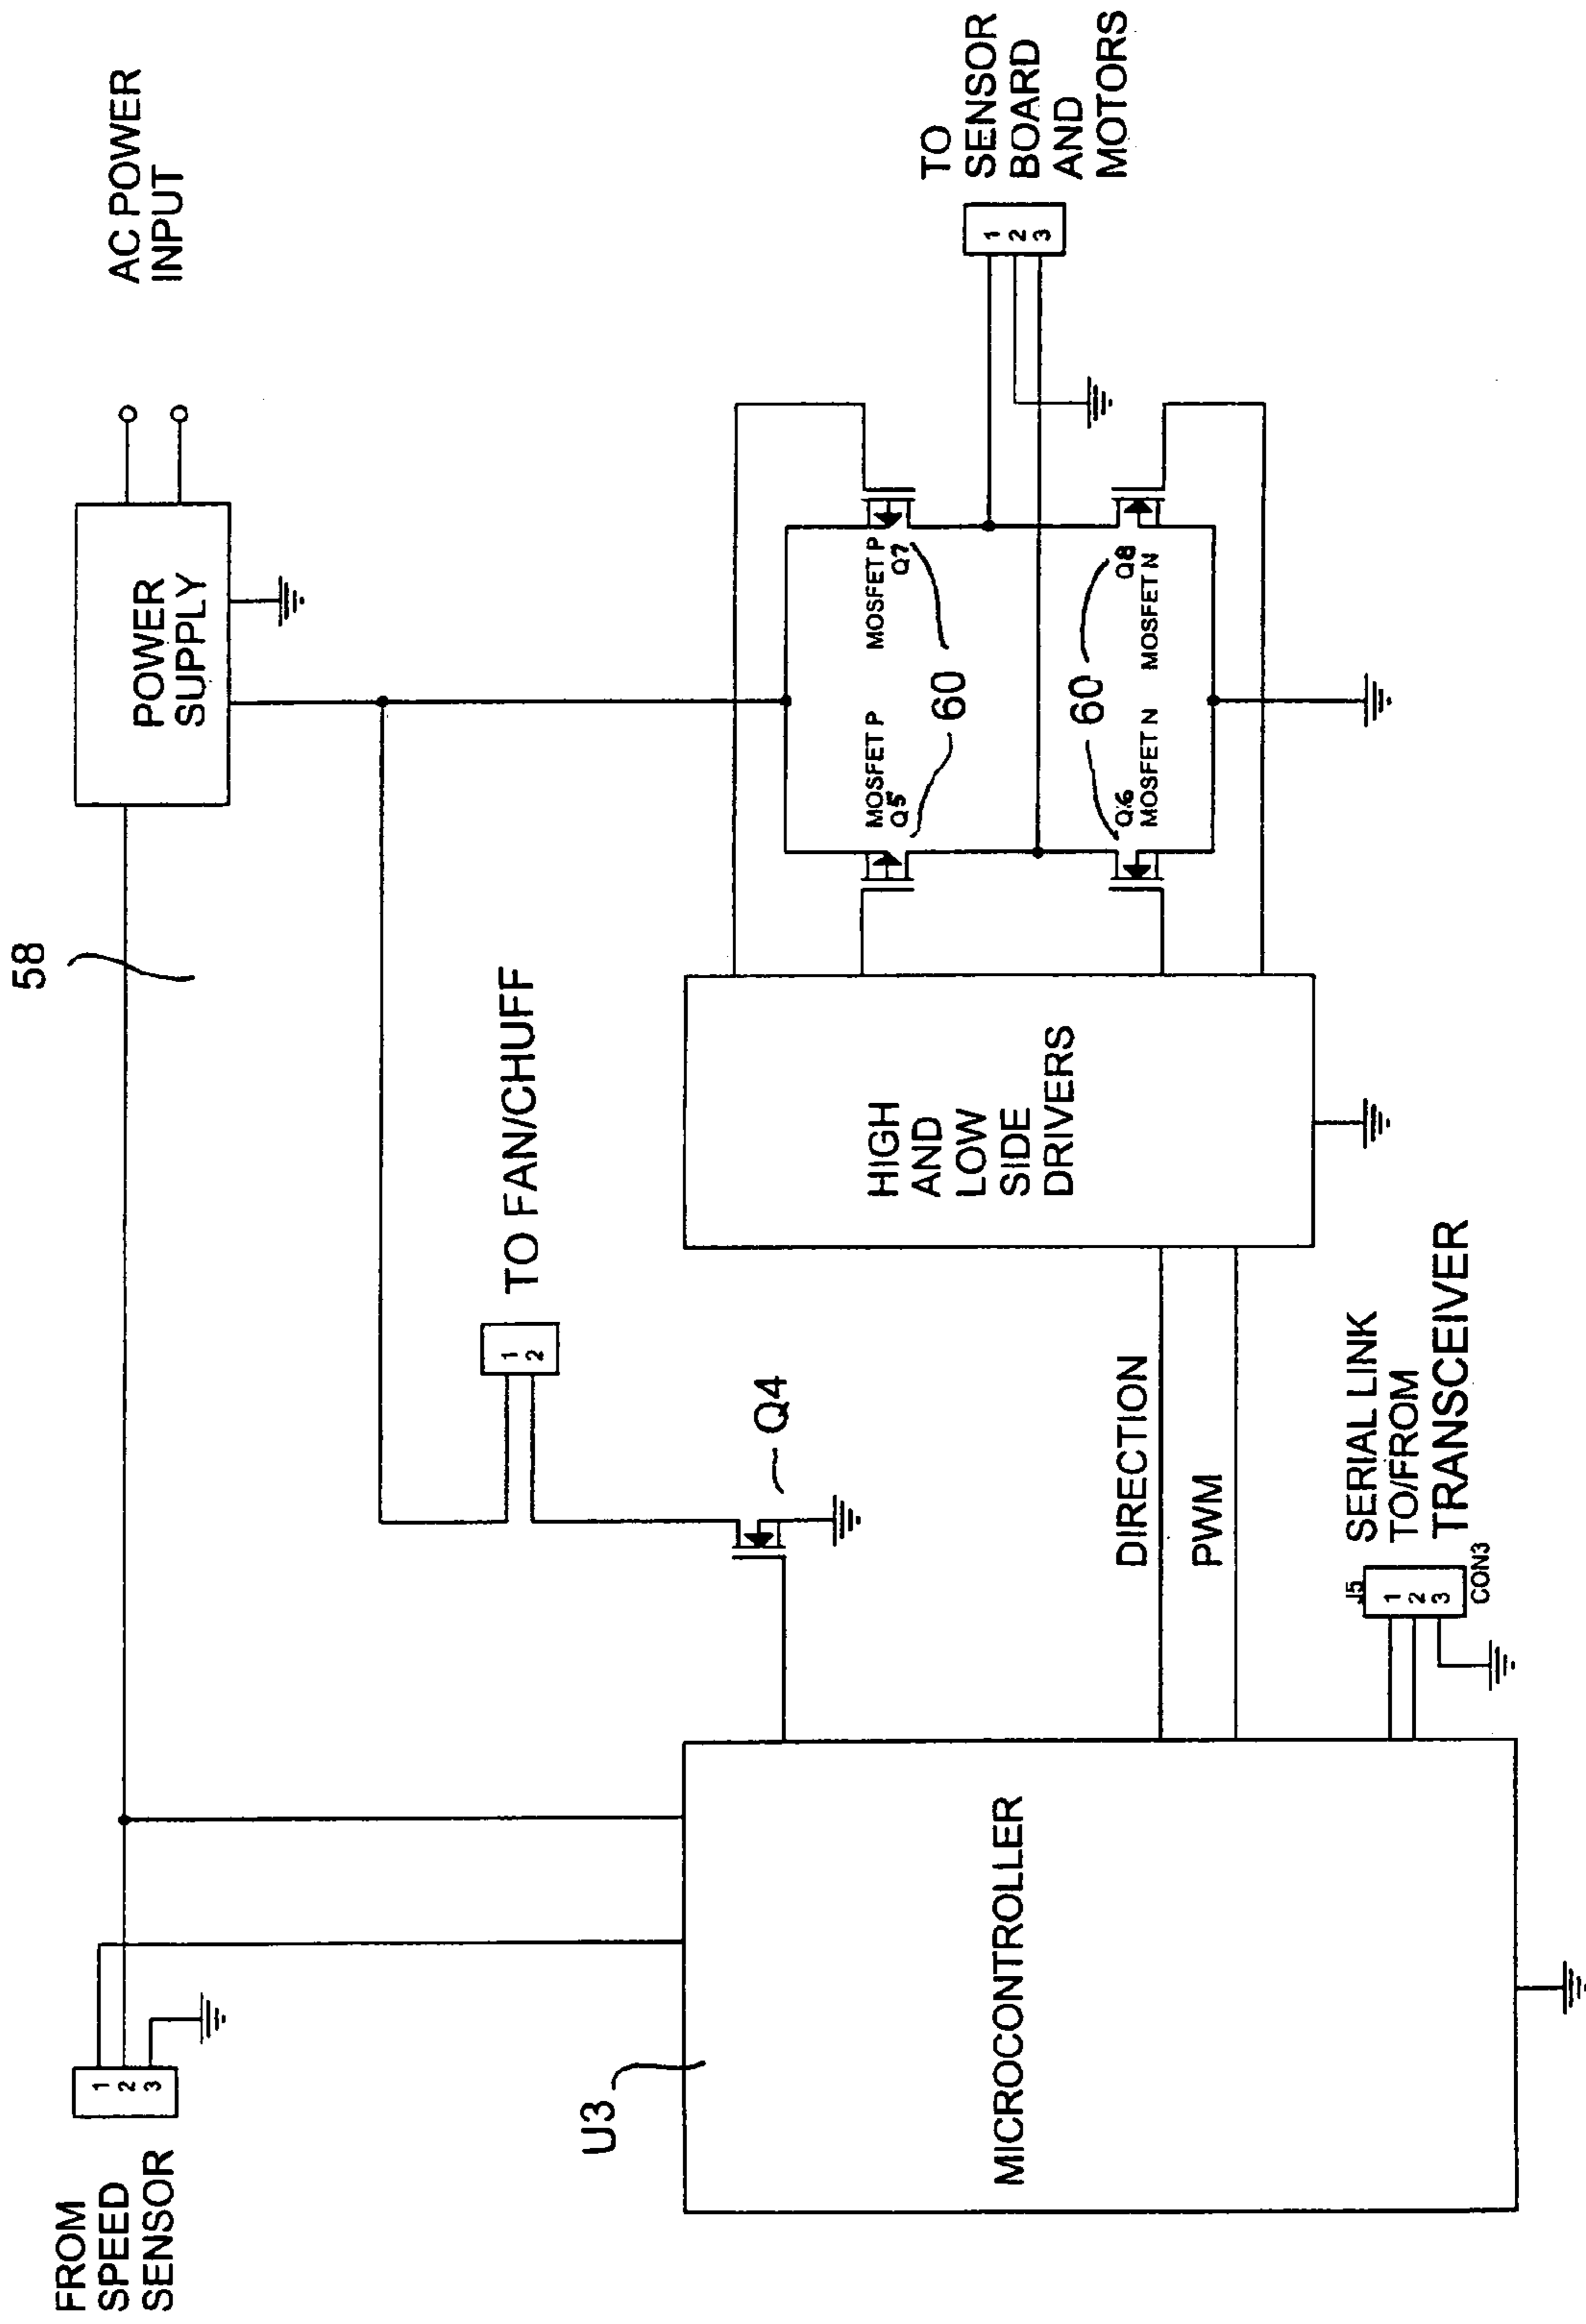 AC POWER
INPUT
58
POWER
SUPPLY
FROM
SPEED
SENSOR
1
2
3
TO FAN/CHUFF
1
2
Q4
U3
MICROCONTROLLER
DIRECTION
PWM
HIGH
AND
LOW
SIDE
DRIVERS
MOSFET P
Q5
MOSFET P
Q7
60
60
Q6
MOSFET N
Q8
MOSFET N
1
2
3
TO
SENSOR
BOARD
AND
MOTORS
J5
1
2
3
CON3
SERIAL LINK
TO/FROM
TRANSCEIVER